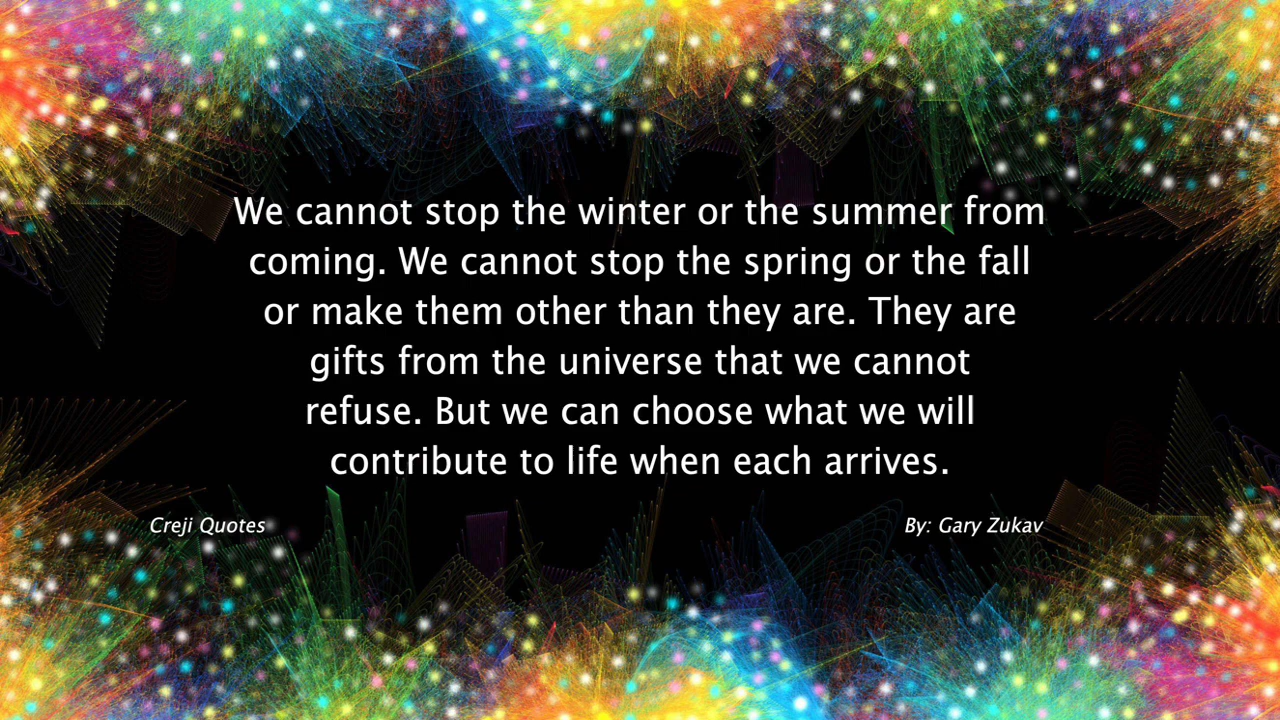 We cannot stop the winter or the summer from
coming. We cannot stop the spring or the fall
or make them other than they are. They are
gifts from the universe that we cannot
refuse. But we can choose what we will
contribute to life when each arrives.
Creji Quotes
By: Gary Zukav